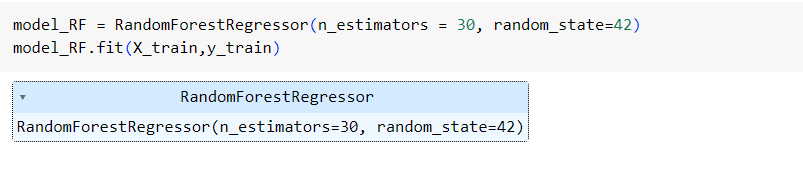 model_RF = RandomForestRegressor(n_estimators = 30, random_state=42)
model_RF.fit(X_train,y_train)
RandomForestRegressor
RandomForestRegressor(n_estimators=30, random_state=42)